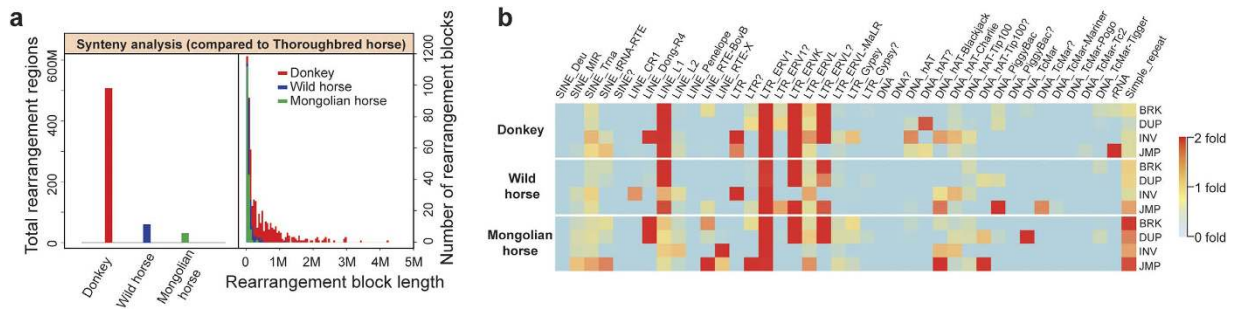 a
Synteny analysis (compared to Thoroughbred horse)
Total rearrangement regions
600M
400
200
0
Donkey
Wild horse
Mongolian
horse
Donkey
Wild horse
Mongolian horse
0
1M
2M
3M
4M
5M
Rearrangement block length
120
100
80
60
40
20
0
Number of rearrangement blocks
b
SINE_Deu
SINE_MIR
SINE_Trna
SINE_tRNA-RTE
SINE?
LINE_CR1
LINE_Dong-R4
LINE_L1
LINE_L2
LINE_Penelope
LINE_RTE-BovB
LINE_RTE-X
LTR
LTR?
LTR_ERV1
LTR_ERV1?
LTR_ERVK
LTR_ERVL
LTR_ERVL?
LTR_ERVL-MaLR
LTR_Gypsy
LTR_Gypsy?
DNA
DNA?
DNA_hAT
DNA_hAT?
DNA_hAT-Blackjack
DNA_hAT-Charlie
DNA_hAT-Tip100
DNA_hAT-Tip100?
DNA_PiggyBac
DNA_PiggyBac?
DNA_TcMar
DNA_TcMar?
DNA_TcMar-Mariner
DNA_TcMar-Pogo
DNA_TcMar-Tc2
DNA_TcMar-Tigger
rRNA
Simple_repeat
Donkey
BRK
DUP
INV
JMP
Wild
horse
BRK
DUP
INV
JMP
Mongolian
horse
BRK
DUP
INV
JMP
2 fold
1 fold
0 fold